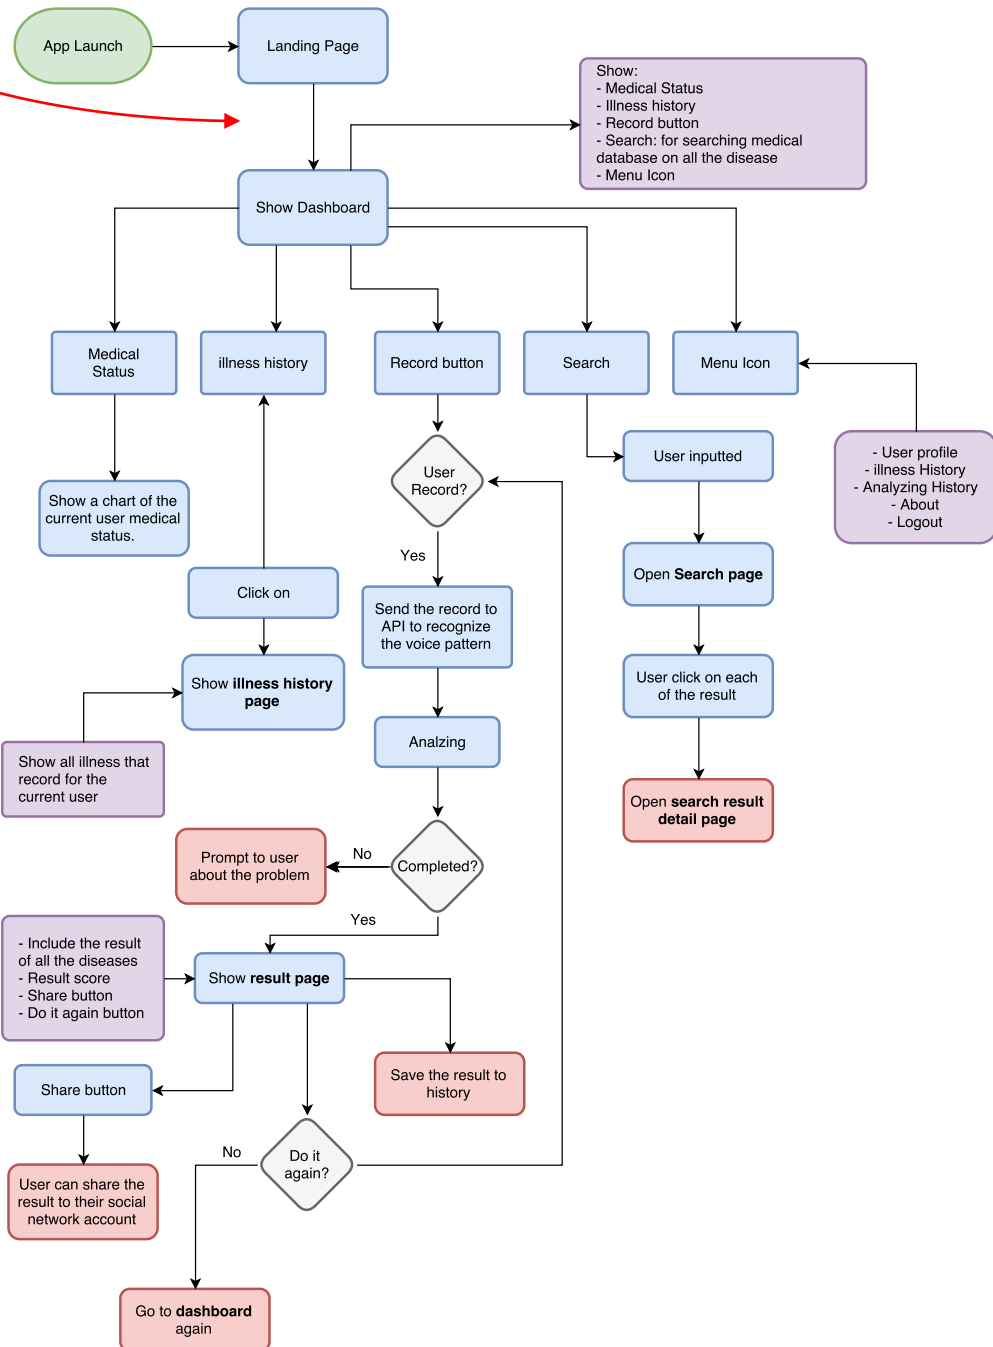 App Launch
Landing Page
Show:
- Medical Status
- Illness history
- Record button
- Search: for searching medical
database on all the disease
- Menu Icon
Show Dashboard
Medical
Status
illness history
Record button
Search
Menu Icon
- User profile
- illness History
- Analyzing History
- About
- Logout
User
Record?
User inputted
Show a chart of the
current user medical
status.
Yes
Open Search page
Click on
Send the record to
API to recognize
the voice pattern
Show illness history
page
User click on each
of the result
Show all illness that
record for the
current user
Analzing
Open search result
detail page
Prompt to user
about the problem
No
Completed?
Yes
- Include the result
of all the diseases
- Result score
- Share button
- Do it again button
Show result page
Save the result to
history
Share button
No
Do it
again?
User can share the
result to their social
network account
Go to dashboard
again